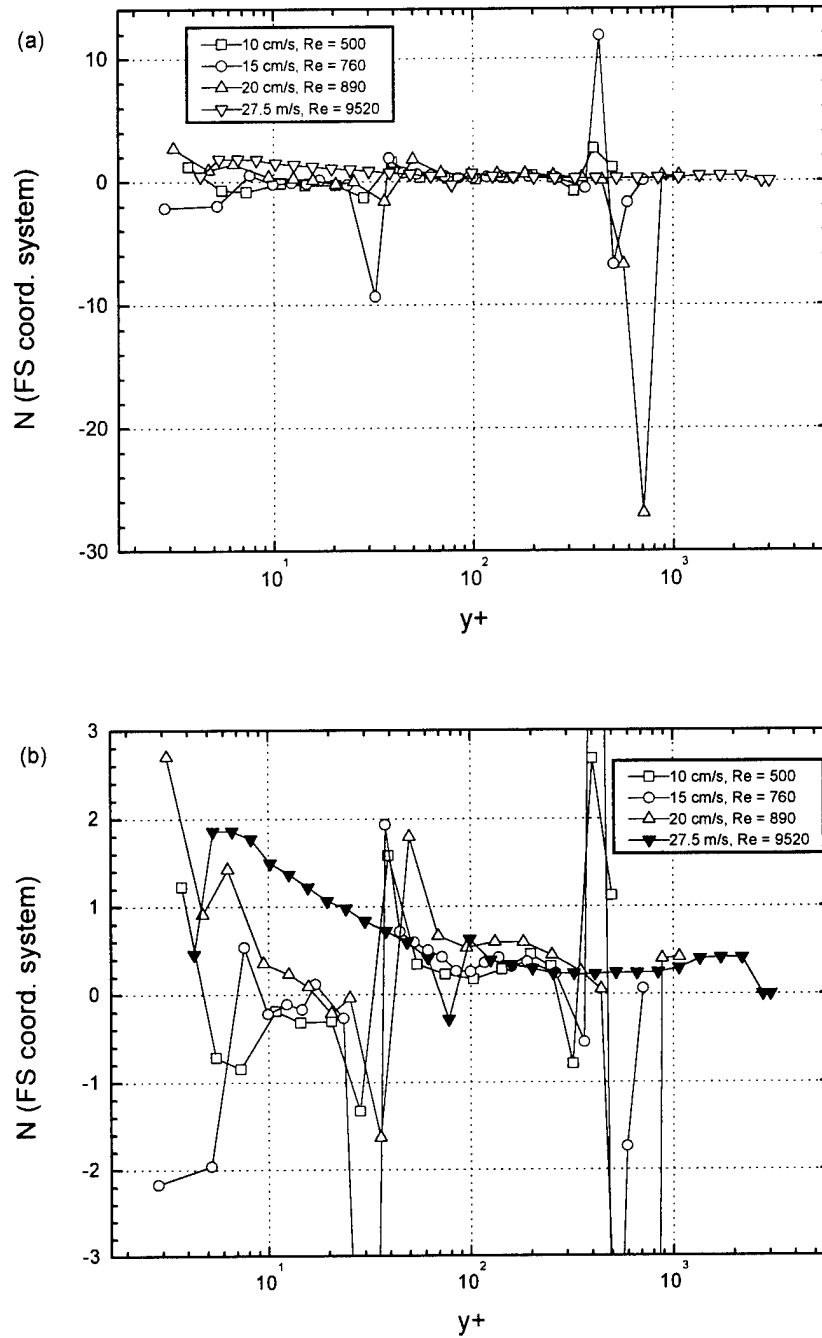 (a)
10 cm/s, Re = 500
15 cm/s, Re = 760
20 cm/s, Re = 890
27.5 m/s, Re = 9520
N (FS coord. system)
10
0
-10
-20
-30
10¹
10²
10³
y+
(b)
10 cm/s, Re = 500
15 cm/s, Re = 760
20 cm/s, Re = 890
27.5 m/s, Re = 9520
N (FS coord. system)
3
2
1
0
-1
-2
-3
10¹
10²
10³
y+